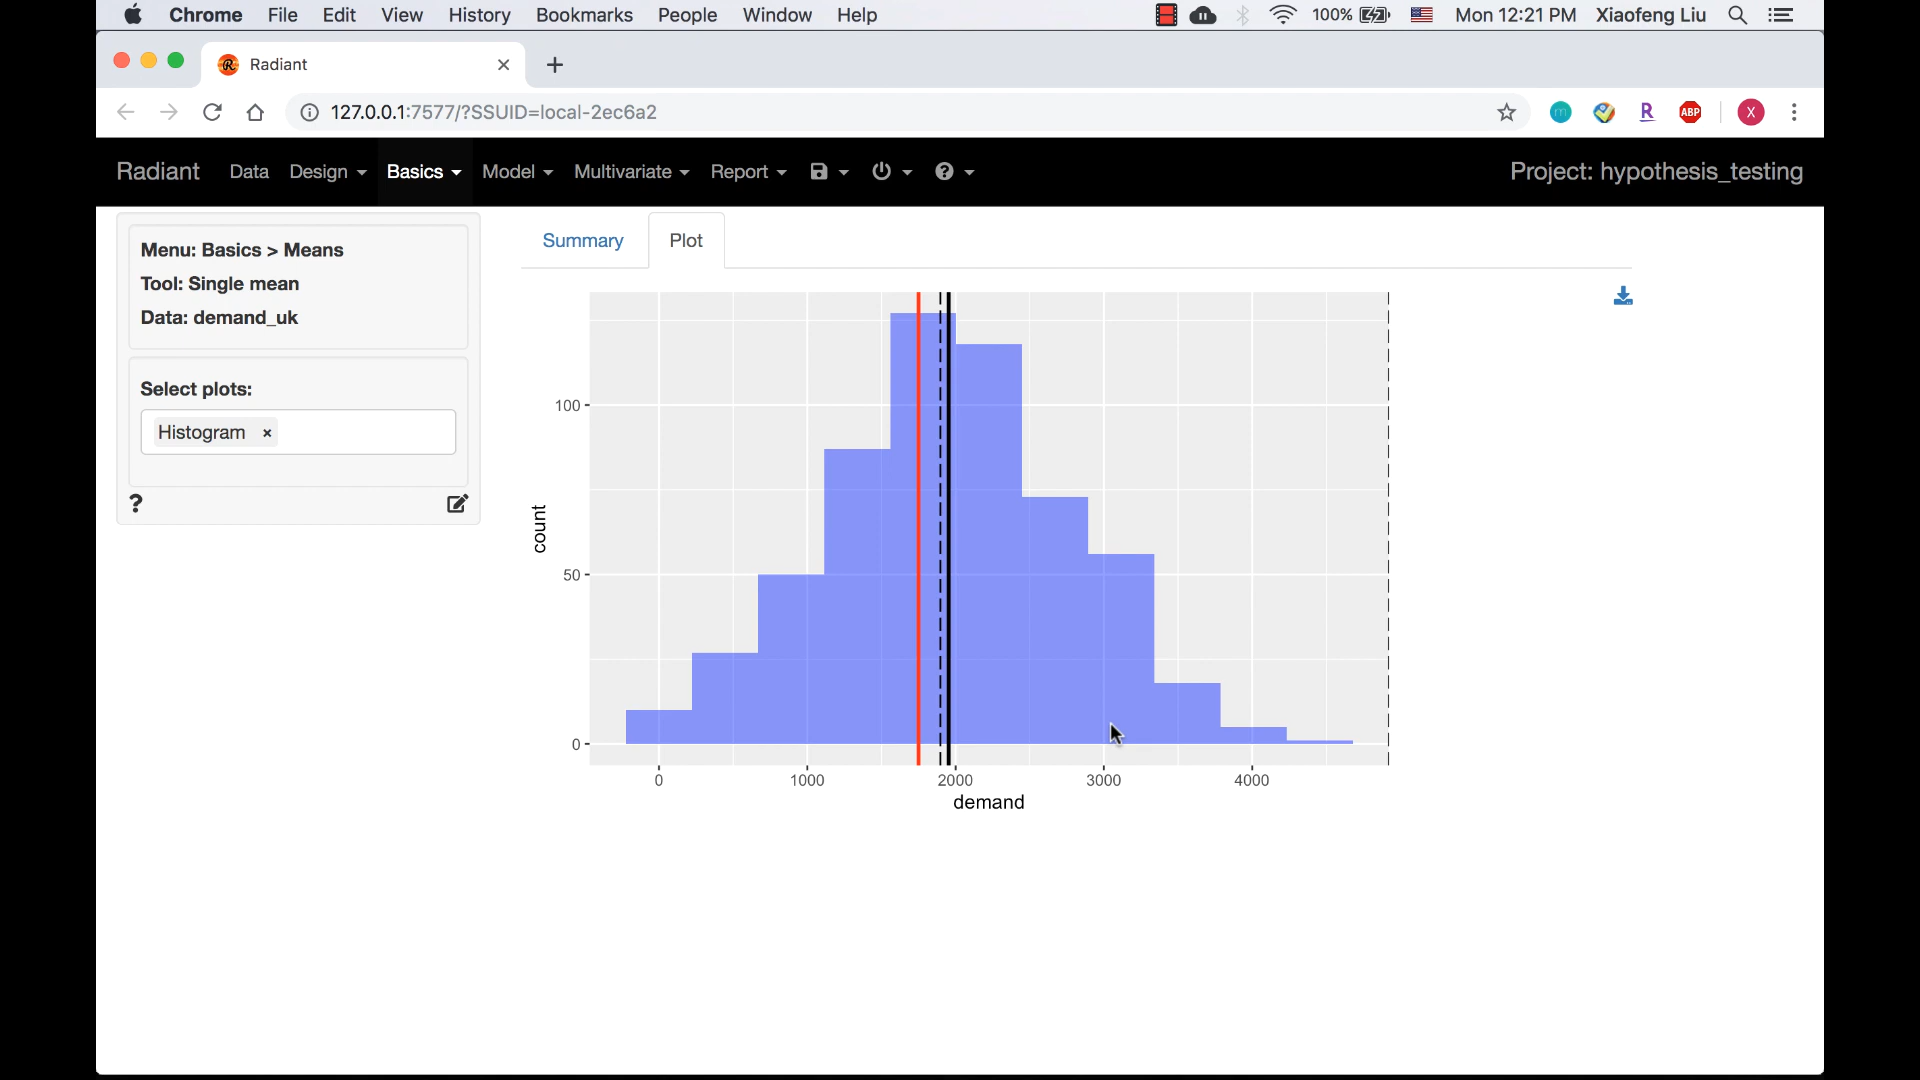 Chrome File Edit View History Bookmarks People Window Help 100% Mon 12:21 PM Xiaofeng Liu
Radiant
127.0.0.1:7577/?SSUID=local-2ec6a2
m R ABP X
Radiant Data Design Basics Model Multivariate Report Project: hypothesis_testing
Menu: Basics > Means
Tool: Single mean
Data: demand_uk
Select plots:
Histogram ×
?
Summary Plot
100
50
0
count
0 1000 2000 3000 4000
demand